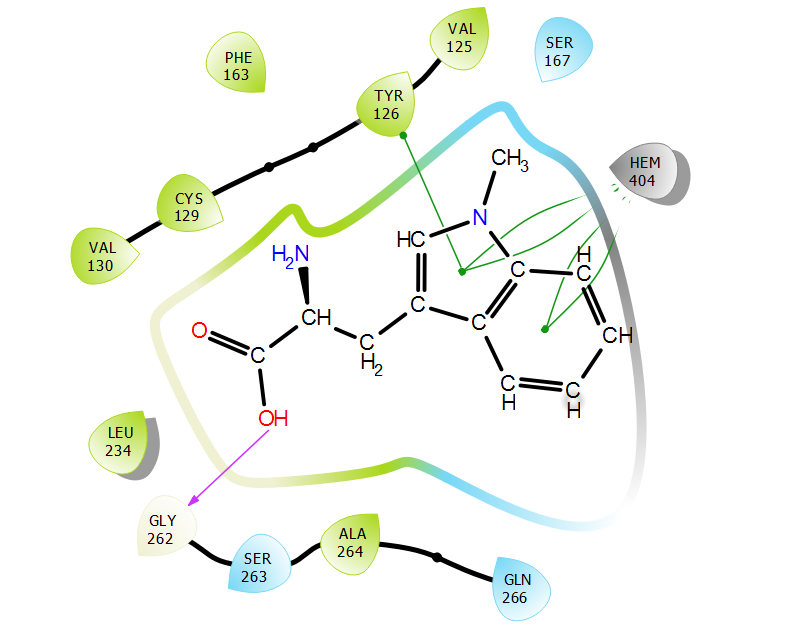 VAL
125
SER
167
PHE
163
TYR
126
CH3
HEM
404
CYS
129
N
HC
VAL
130
H2N
C
H
C
O
CH
C
C
CH
C
C
H2
C
H
C
H
OH
LEU
234
GLY
262
SER
263
ALA
264
GLN
266